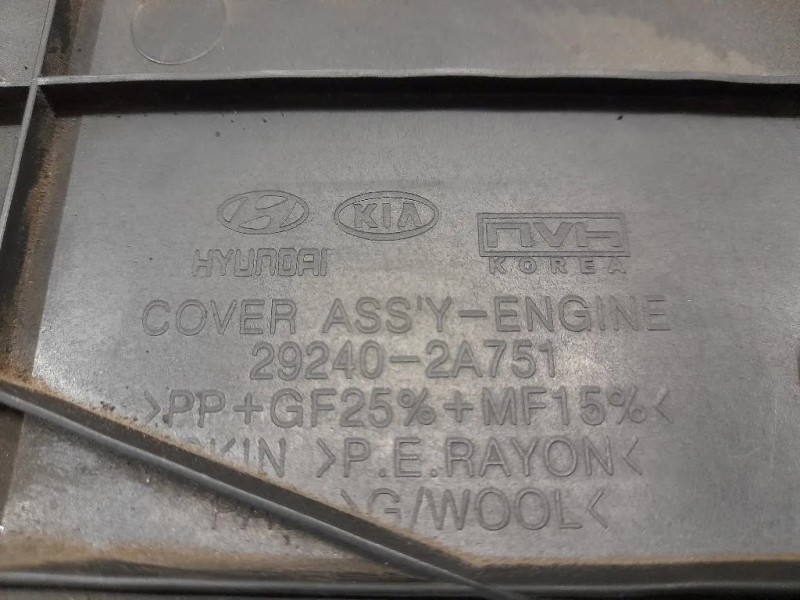 KIA NVH
HYUNDAI KOREA
COVER ASS'Y-ENGINE
29240-2A751
>PP+GF25%+MF15%<
>P.E.RAYON<
>G/WOOL<